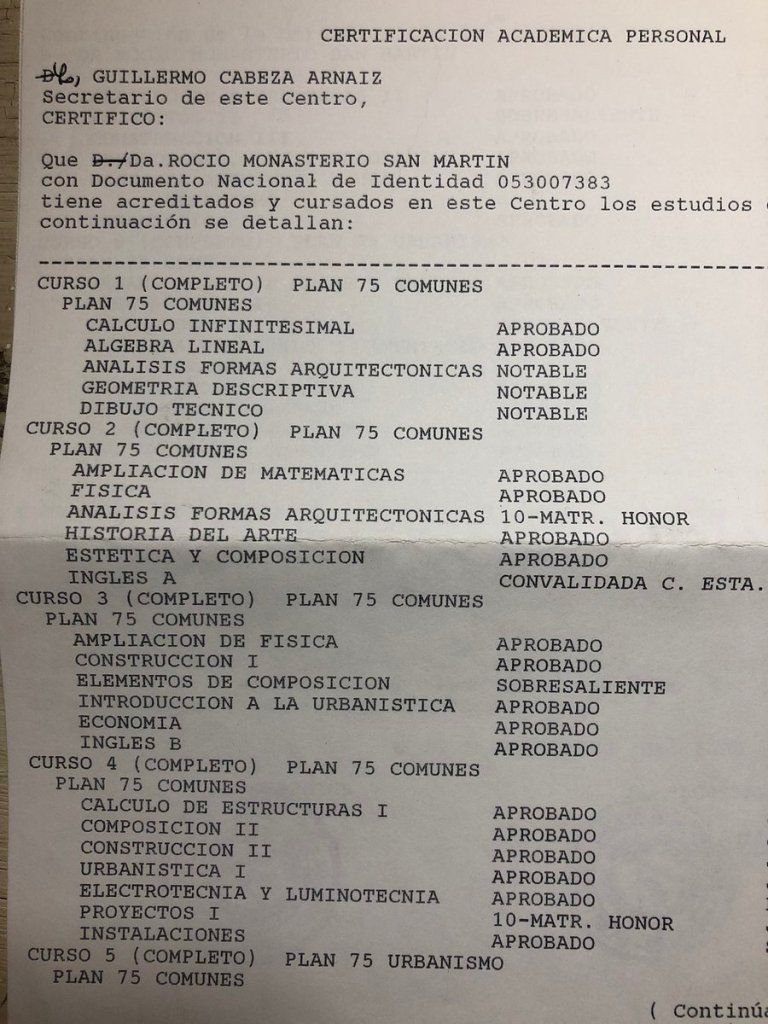 CERTIFICACION ACADEMICA PERSONAL
GUILLERMO CABEZA ARNAIZ
Secretario de este Centro,
CERTIFICO:
Que D./Da.ROCIO MONASTERIO SAN MARTIN
con Documento Nacional de Identidad 053007383
tiene acreditados y cursados en este Centro los estudios
continuación se detallan:
CURSO 1 (COMPLETO) PLAN 75 COMUNES
PLAN 75 COMUNES
CALCULO INFINITESIMAL APROBADO
ALGEBRA LINEAL APROBADO
ANALISIS FORMAS ARQUITECTONICAS NOTABLE
GEOMETRIA DESCRIPTIVA NOTABLE
DIBUJO TECNICO NOTABLE
CURSO 2 (COMPLETO) PLAN 75 COMUNES
PLAN 75 COMUNES
AMPLIACION DE MATEMATICAS APROBADO
FISICA APROBADO
ANALISIS FORMAS ARQUITECTONICAS 10-MATR. HONOR
HISTORIA DEL ARTE APROBADO
ESTETICA Y COMPOSICION APROBADO
INGLES A CONVALIDADA C. ESTA.
CURSO 3 (COMPLETO) PLAN 75 COMUNES
PLAN 75 COMUNES
AMPLIACION DE FISICA APROBADO
CONSTRUCCION I APROBADO
ELEMENTOS DE COMPOSICION SOBRESALIENTE
INTRODUCCION A LA URBANISTICA APROBADO
ECONOMIA APROBADO
INGLES B APROBADO
CURSO 4 (COMPLETO) PLAN 75 COMUNES
PLAN 75 COMUNES
CALCULO DE ESTRUCTURAS I APROBADO
COMPOSICION II APROBADO
CONSTRUCCION II APROBADO
URBANISTICA I APROBADO
ELECTROTECNIA Y LUMINOTECNIA APROBADO
PROYECTOS I 10-MATR. HONOR
INSTALACIONES APROBADO
CURSO 5 (COMPLETO) PLAN 75 URBANISMO
PLAN 75 COMUNES
( Continúa